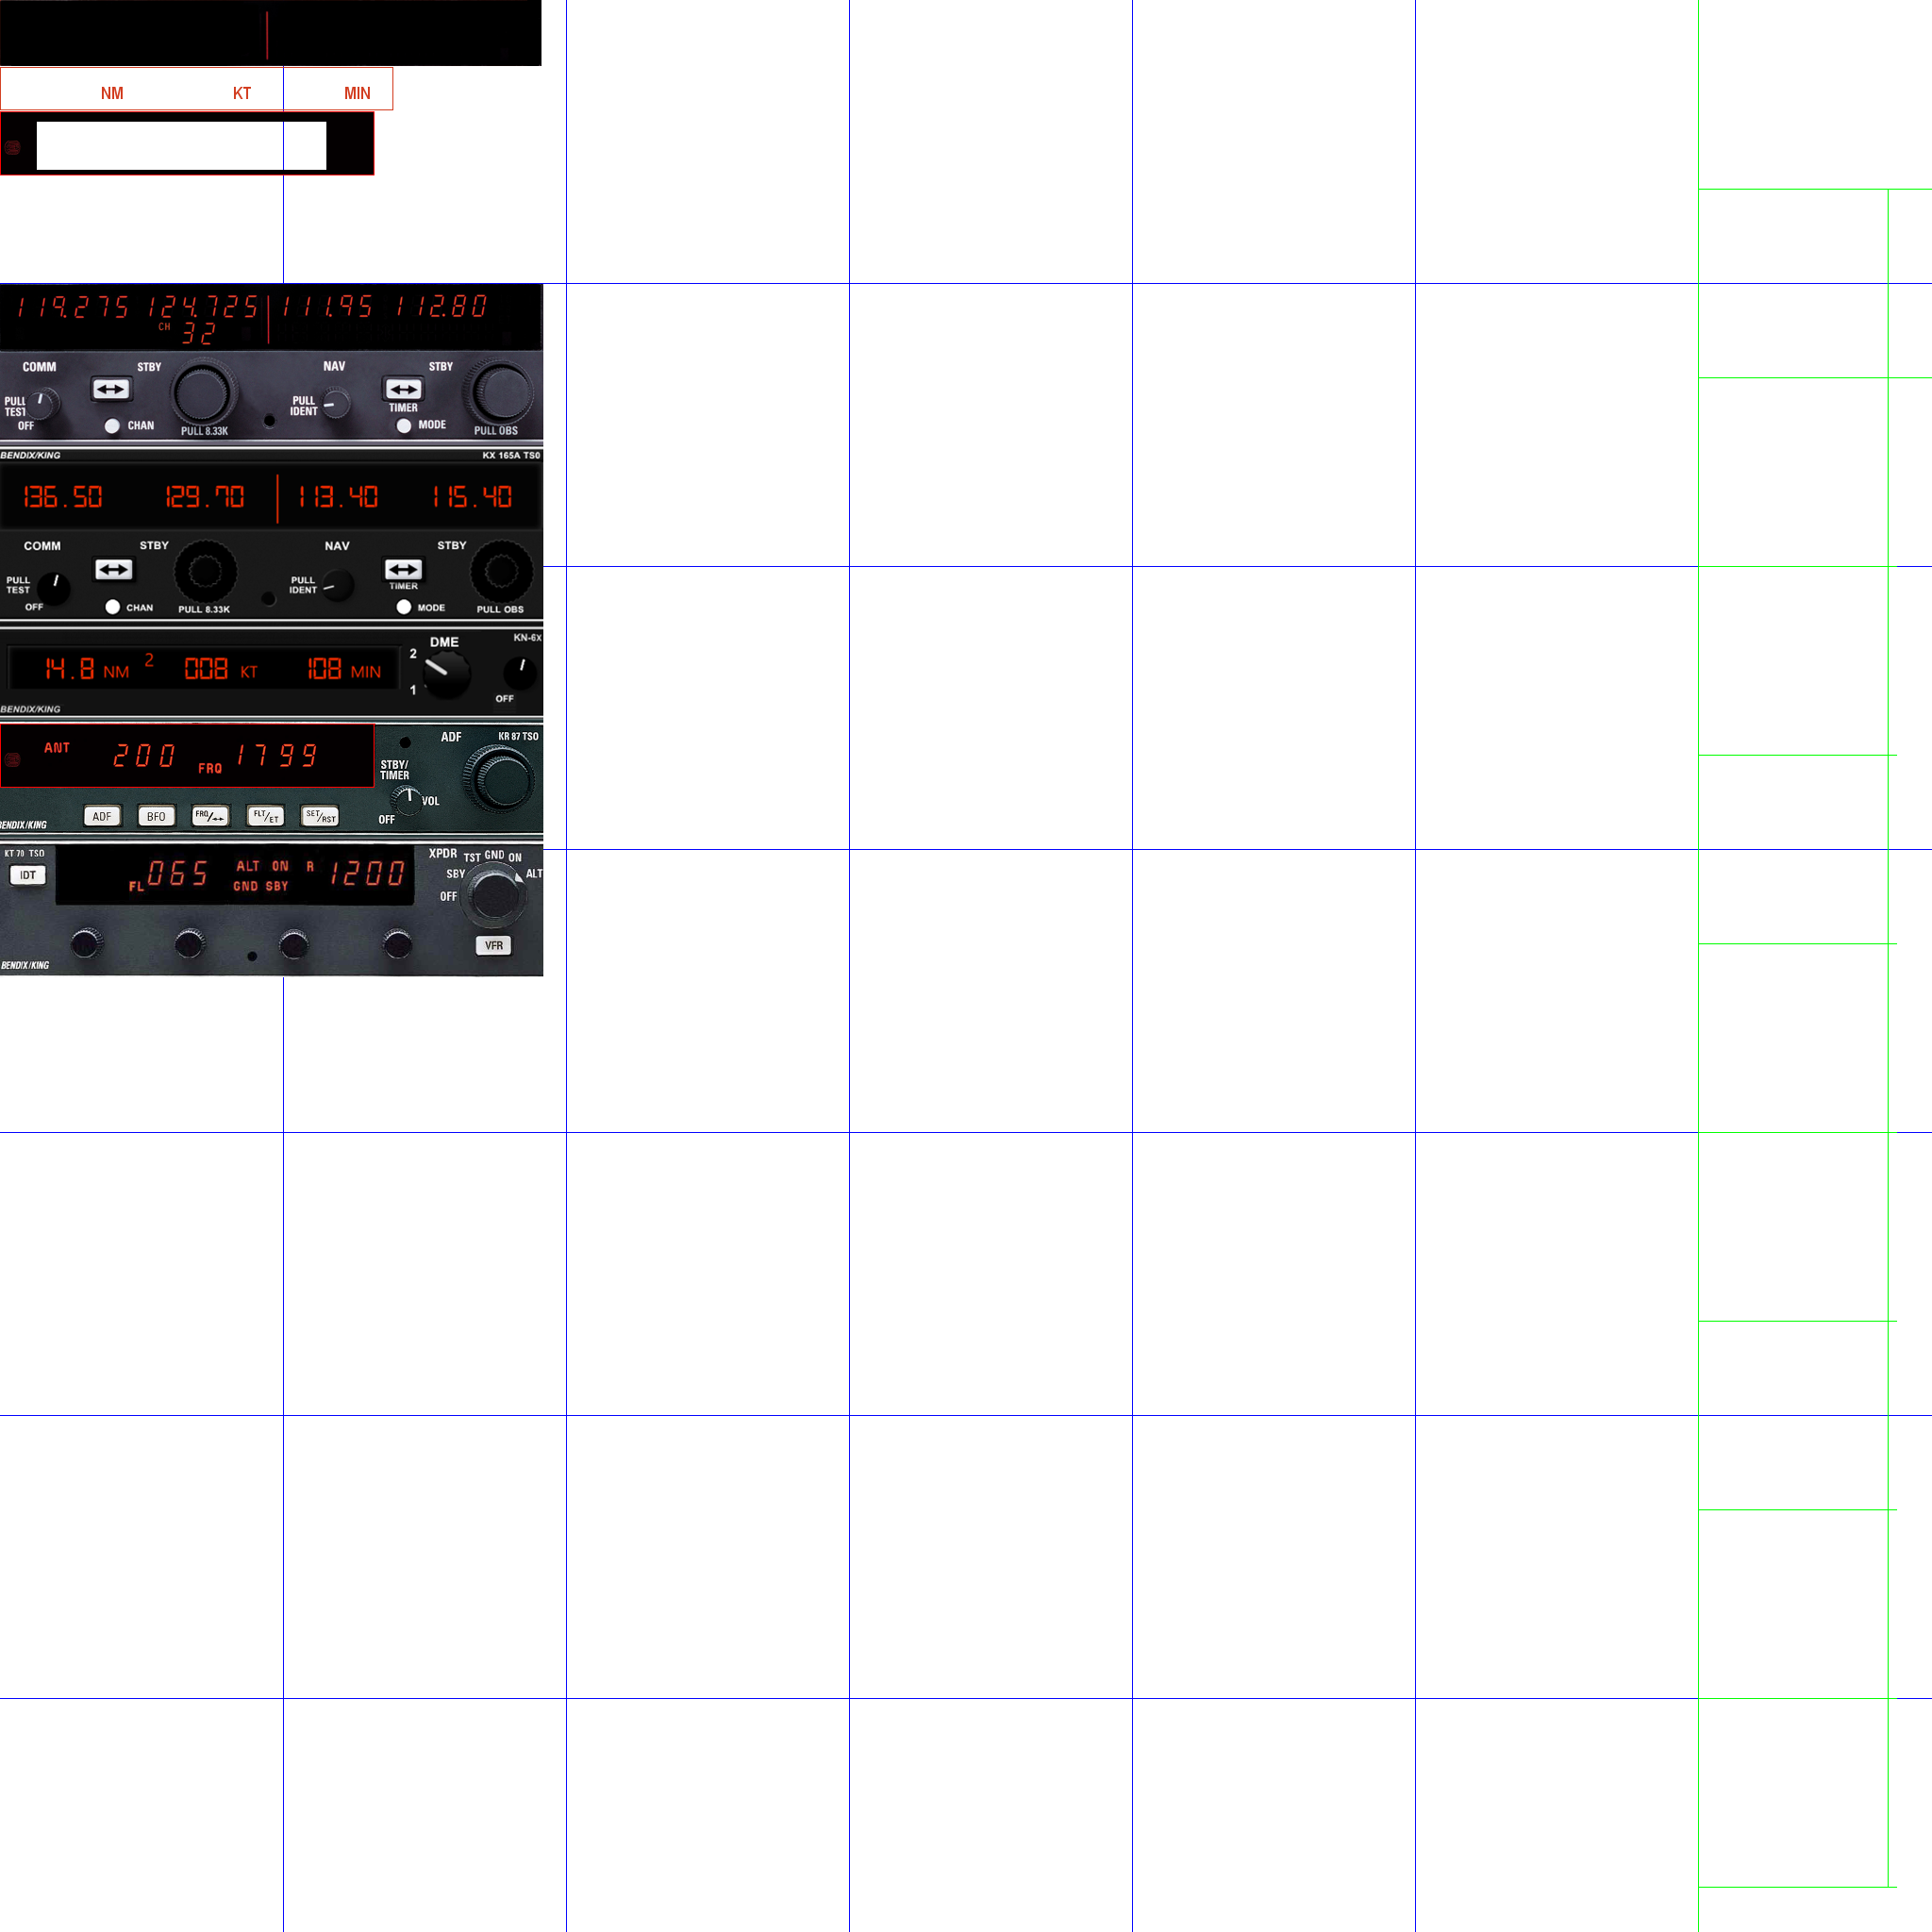 NM KT MIN
119.275 124.725 111.95 112.80
CH 32
COMM STBY NAV STBY
PULL TEST PULL IDENT TIMER
OFF CHAN PULL 8.33K MODE PULL OBS
BENDIX/KING KX 165A TSO
136.50 129.70 113.40 115.40
COMM STBY NAV STBY
PULL TEST PULL IDENT TIMER
OFF CHAN PULL 8.33K MODE PULL OBS
DME KN-6X
14.8 NM 2 008 KT 108 MIN 2
1 OFF
BENDIX/KING
ADF KR 87 TSO
ANT 200 FRQ 1799
STBY/
TIMER
VOL
ADF BFO FRQ/↔ FLT/ET SET/RST OFF
BENDIX/KING
KT 70 TSO XPDR TST GND ON
IDT FL 065 ALT ON R 1200 SBY ALT
GND SBY
OFF
VFR
BENDIX/KING